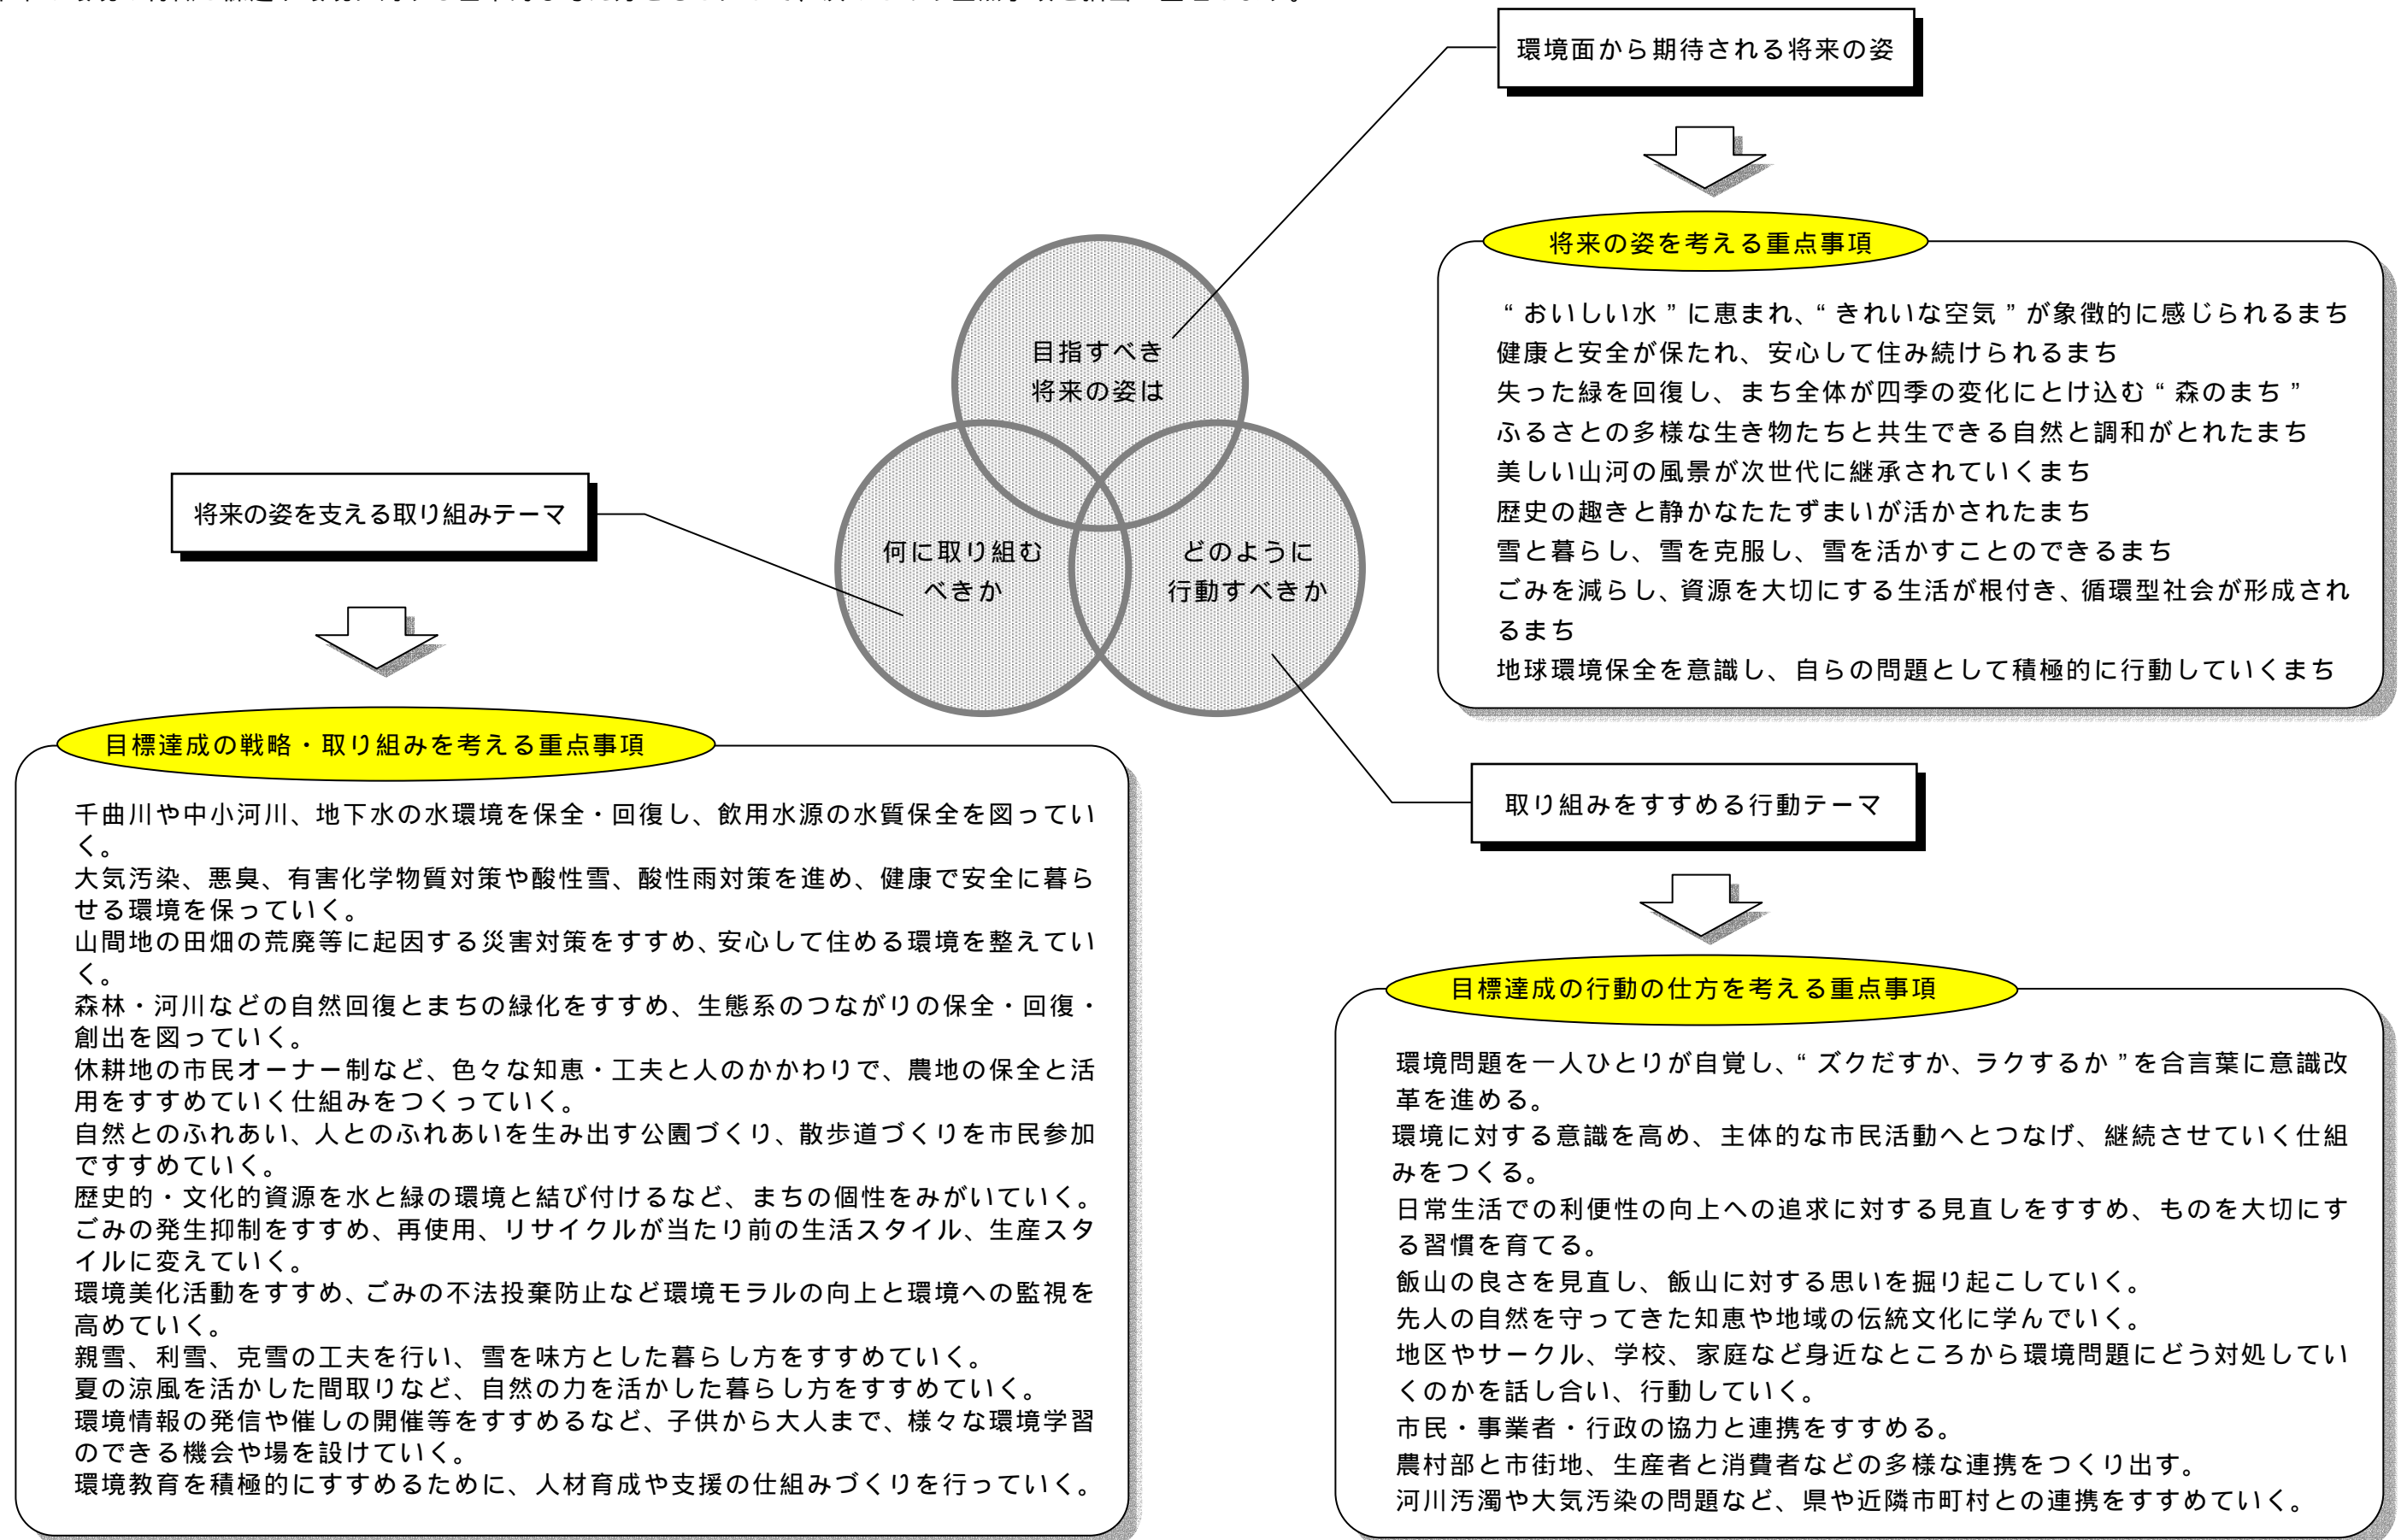 環境面から期待される将来の姿
将来の姿を考える重点事項
“おいしい水”に恵まれ、“きれいな空気”が象徴的に感じられるまち
健康と安全が保たれ、安心して住み続けられるまち
失った緑を回復し、まち全体が四季の変化にとけ込む“森のまち”
ふるさとの多様な生き物たちと共生できる自然と調和がとれたまち
美しい山河の風景が次世代に継承されていくまち
歴史の趣きと静かなたたずまいが活かされたまち
雪と暮らし、雪を克服し、雪を活かすことのできるまち
ごみを減らし、資源を大切にする生活が根付き、循環型社会が形成され
るまち
地球環境保全を意識し、自らの問題として積極的に行動していくまち
目指すべき
将来の姿は
何に取り組む
べきか
どのように
行動すべきか
将来の姿を支える取り組みテーマ
目標達成の戦略・取り組みを考える重点事項
千曲川や中小河川、地下水の水環境を保全・回復し、飲用水源の水質保全を図ってい
く。
大気汚染、悪臭、有害化学物質対策や酸性雪、酸性雨対策を進め、健康で安全に暮ら
せる環境を保っていく。
山間地の田畑の荒廃等に起因する災害対策をすすめ、安心して住める環境を整えてい
く。
森林・河川などの自然回復とまちの緑化をすすめ、生態系のつながりの保全・回復・
創出を図っていく。
休耕地の市民オーナー制など、色々な知恵・工夫と人のかかわりで、農地の保全と活
用をすすめていく仕組みをつくっていく。
自然とのふれあい、人とのふれあいを生み出す公園づくり、散歩道づくりを市民参加
ですすめていく。
歴史的・文化的資源を水と緑の環境と結び付けるなど、まちの個性をみがいていく。
ごみの発生抑制をすすめ、再使用、リサイクルが当たり前の生活スタイル、生産スタ
イルに変えていく。
環境美化活動をすすめ、ごみの不法投棄防止など環境モラルの向上と環境への監視を
高めていく。
親雪、利雪、克雪の工夫を行い、雪を味方とした暮らし方をすすめていく。
夏の涼風を活かした間取りなど、自然の力を活かした暮らし方をすすめていく。
環境情報の発信や催しの開催等をすすめるなど、子供から大人まで、様々な環境学習
のできる機会や場を設けていく。
環境教育を積極的にすすめるために、人材育成や支援の仕組みづくりを行っていく。
取り組みをすすめる行動テーマ
目標達成の行動の仕方を考える重点事項
環境問題を一人ひとりが自覚し、“ズクだすか、ラクするか”を合言葉に意識改
革を進める。
環境に対する意識を高め、主体的な市民活動へとつなげ、継続させていく仕組
みをつくる。
日常生活での利便性の向上への追求に対する見直しをすすめ、ものを大切にす
る習慣を育てる。
飯山の良さを見直し、飯山に対する思いを掘り起こしていく。
先人の自然を守ってきた知恵や地域の伝統文化に学んでいく。
地区やサークル、学校、家庭など身近なところから環境問題にどう対処してい
くのかを話し合い、行動していく。
市民・事業者・行政の協力と連携をすすめる。
農村部と市街地、生産者と消費者などの多様な連携をつくり出す。
河川汚濁や大気汚染の問題など、県や近隣市町村との連携をすすめていく。